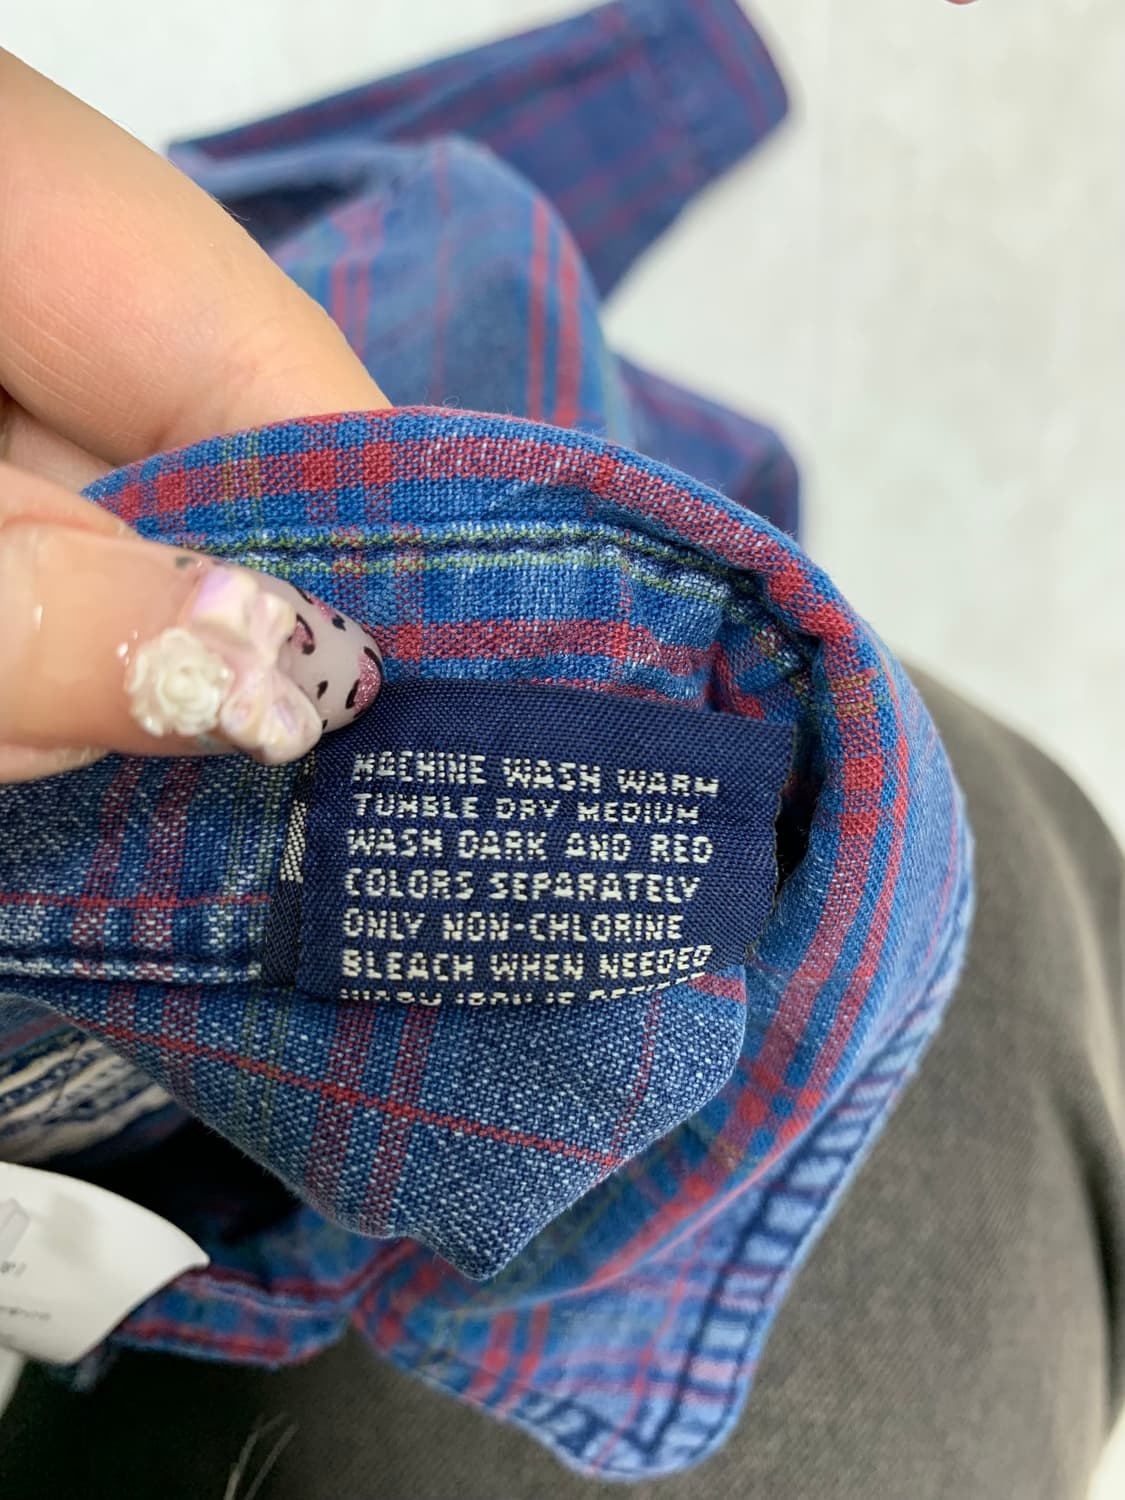 MACHINE WASH WARM
TUMBLE DRY MEDIUM
WASH DARK AND RED
COLORS SEPARATELY
ONLY NON-CHLORINE
BLEACH WHEN NEEDED